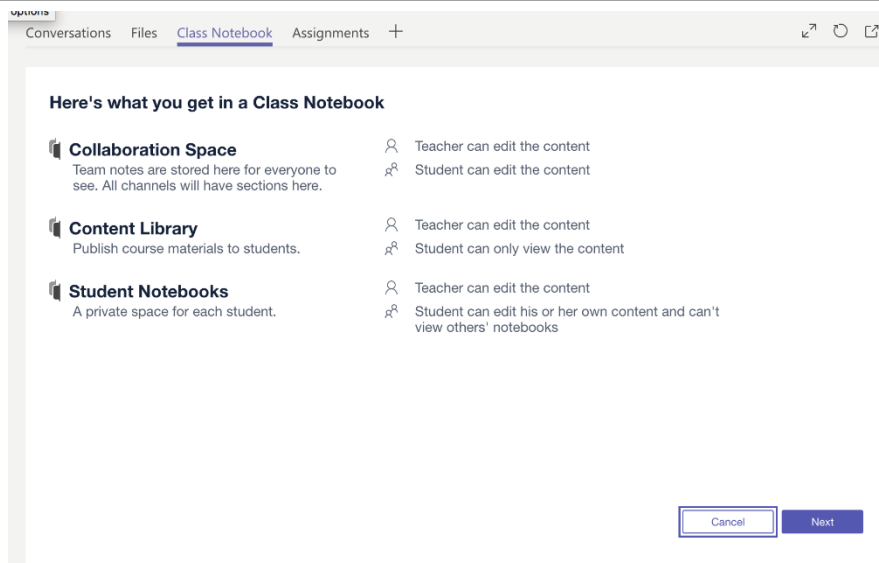 options
Conversations Files Class Notebook Assignments +
Here's what you get in a Class Notebook
Collaboration Space
Team notes are stored here for everyone to
see. All channels will have sections here.
Teacher can edit the content
Student can edit the content
Content Library
Publish course materials to students.
Teacher can edit the content
Student can only view the content
Student Notebooks
A private space for each student.
Teacher can edit the content
Student can edit his or her own content and can't
view others' notebooks
Cancel Next